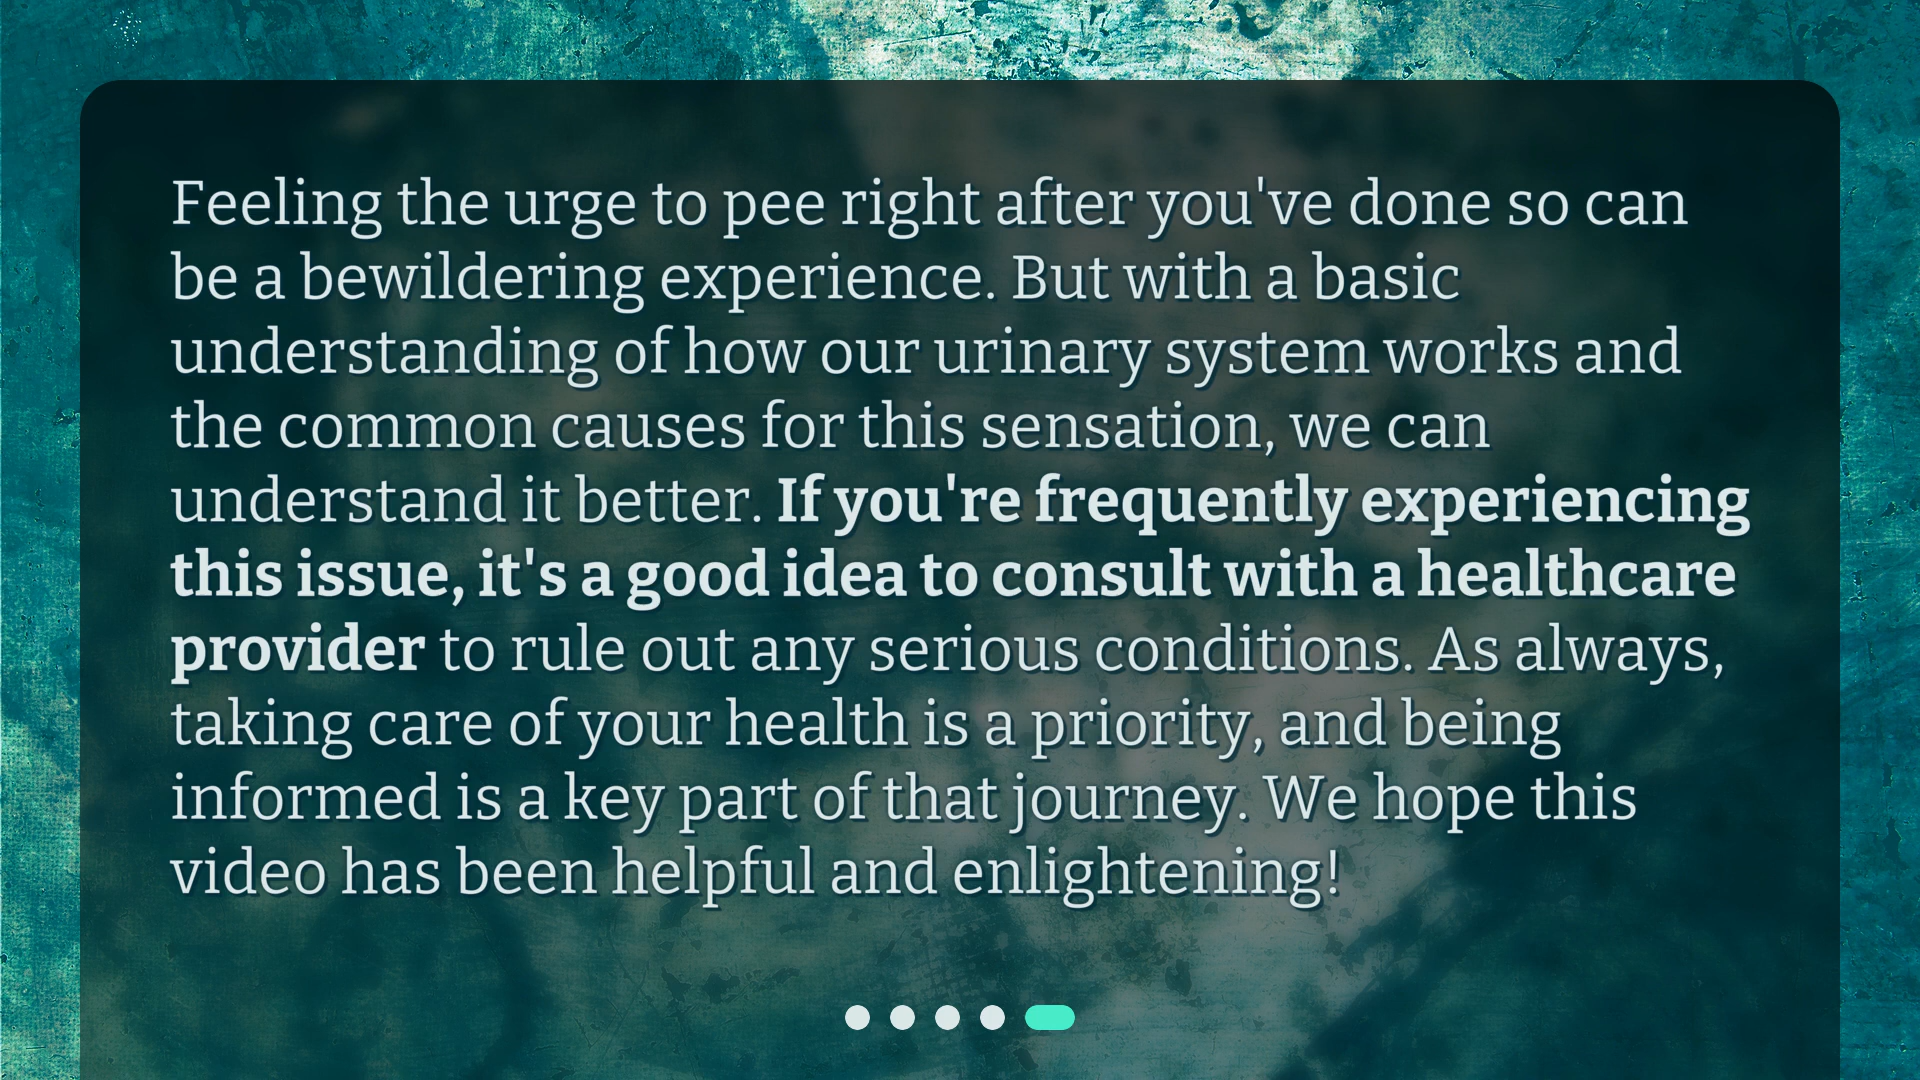 Feeling the urge to pee right after you've done so can
be a bewildering experience. But with a basic
understanding of how our urinary system works and
the common causes for this sensation, we can
understand it better. If you're frequently experiencing
this issue, it's a good idea to consult with a healthcare
provider to rule out any serious conditions. As always,
taking care of your health is a priority, and being
informed is a key part of that journey. We hope this
video has been helpful and enlightening!